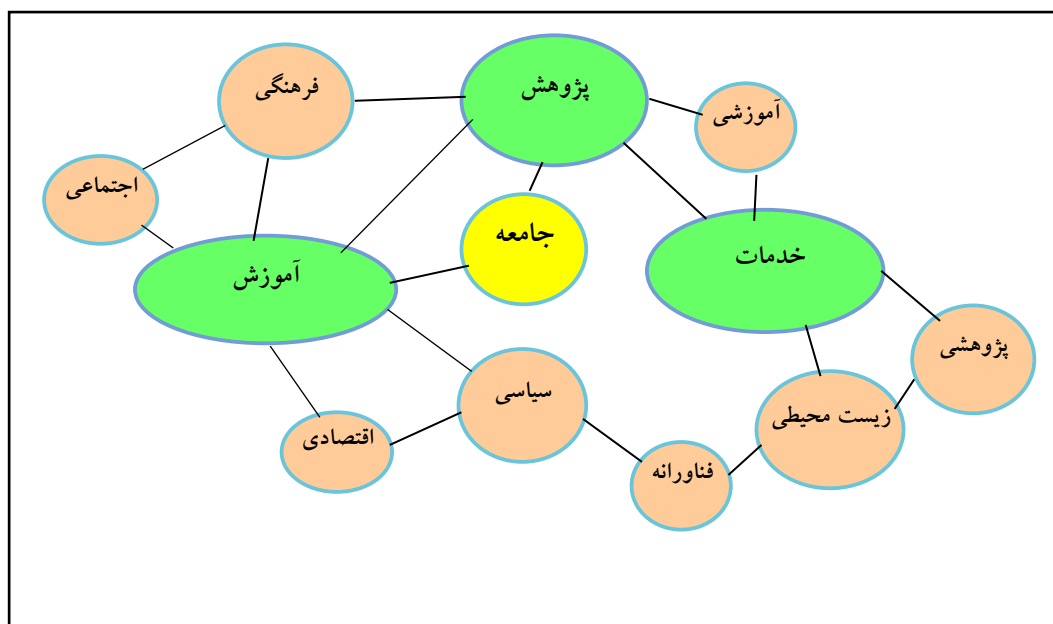 پژوهش
فرهنگی
آموزشی
اجتماعی
جامعه
خدمات
آموزش
پژوهشی
سیاسی
زیست محیطی
اقتصادی
فناورانه